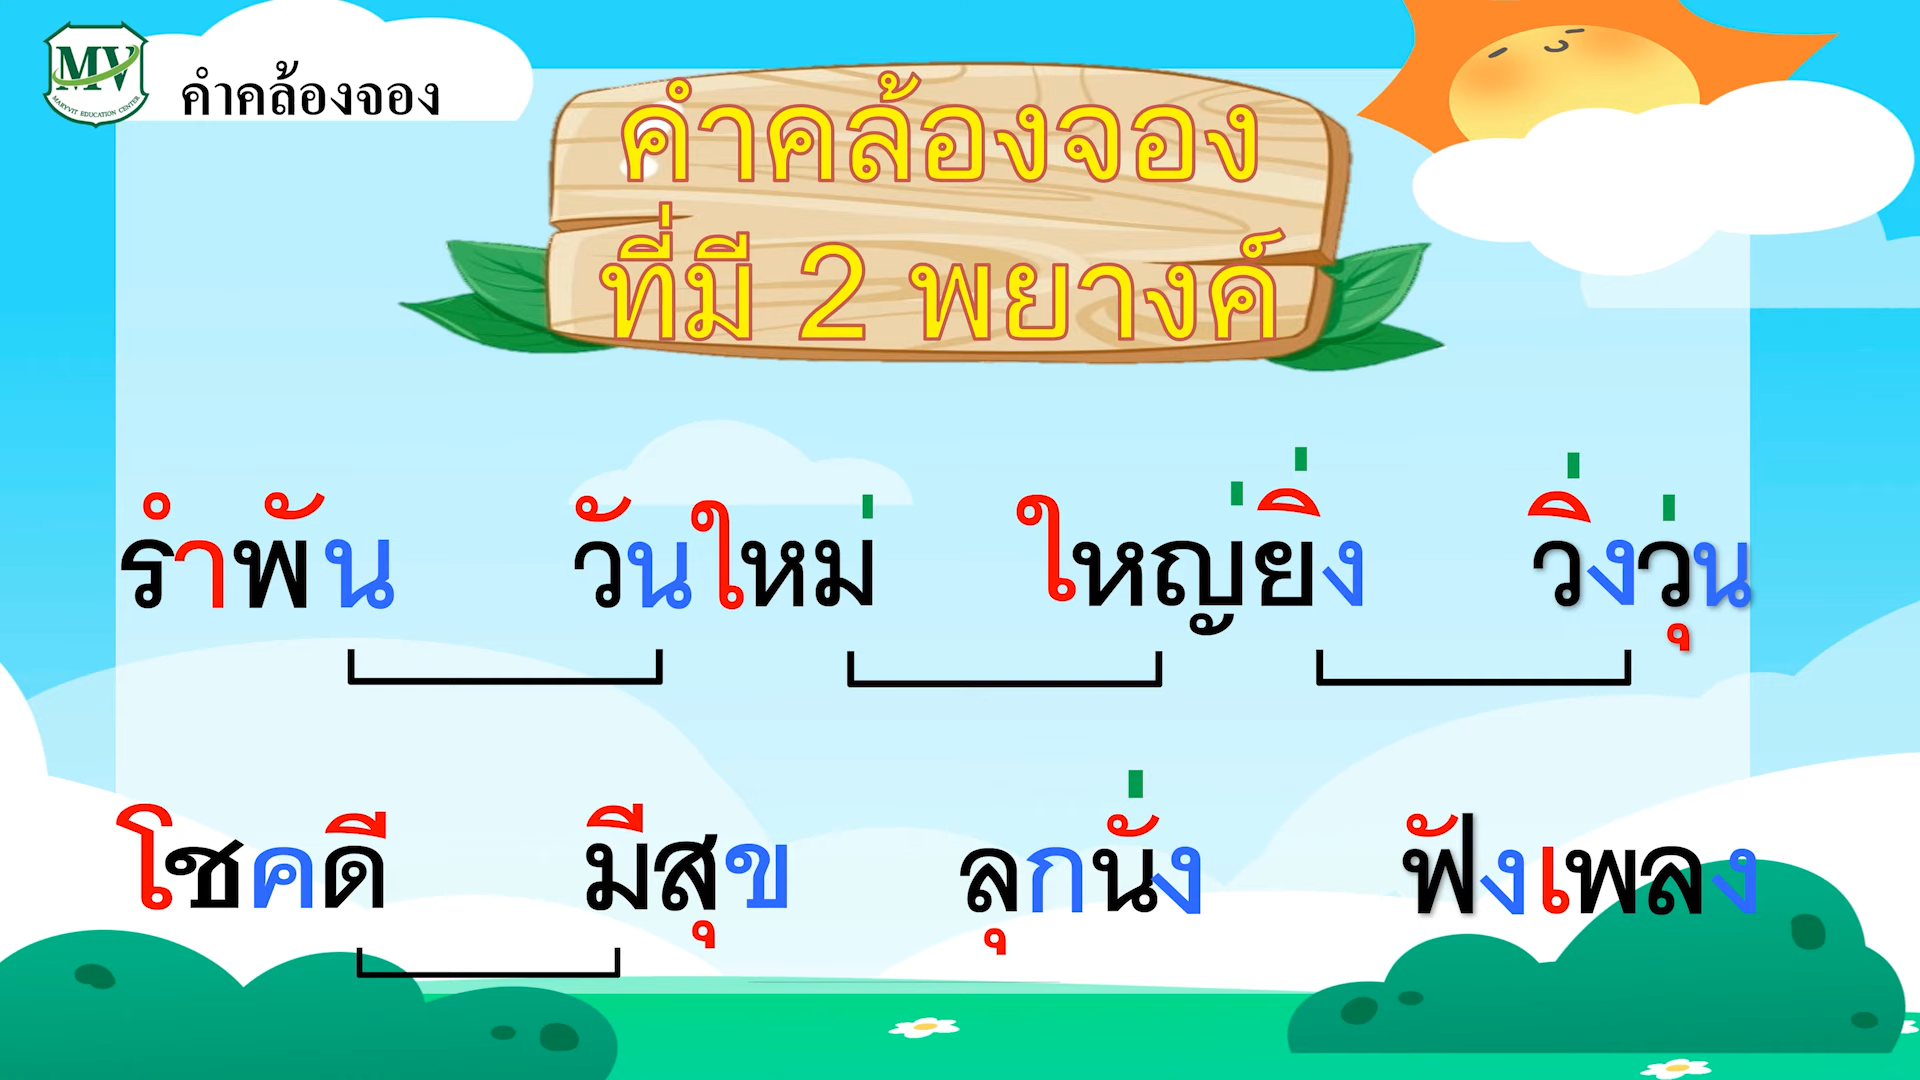 MV
MARYVIT EDUCATION CENTER
คำคล้องจอง
คำคล้องจอง
ที่มี 2 พยางค์
รำพัน วันใหม่ ใหญ่ยิ่ง วิ่งวุ่น
โชคดี มีสุข ลุกนั่ง ฟังเพลง